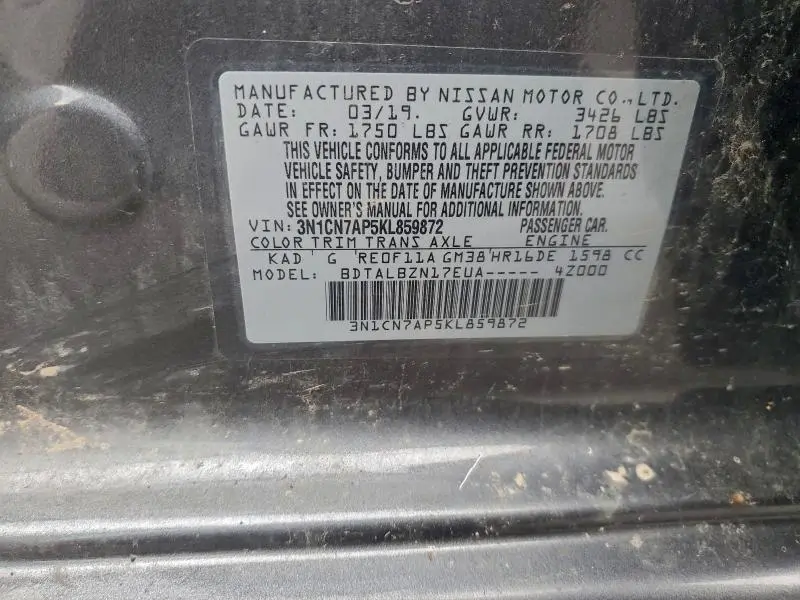 MANUFACTURED BY NISSAN MOTOR CO., LTD.
DATE: 03/19. GVWR: 3426 LBS
GAWR FR: 1750 LBS GAWR RR: 1708 LBS
THIS VEHICLE CONFORMS TO ALL APPLICABLE FEDERAL MOTOR
VEHICLE SAFETY, BUMPER AND THEFT PREVENTION STANDARDS
IN EFFECT ON THE DATE OF MANUFACTURE SHOWN ABOVE.
SEE OWNER'S MANUAL FOR ADDITIONAL INFORMATION.
VIN: 3N1CN7AP5KL859872 PASSENGER CAR.
COLOR TRIM TRANS AXLE ENGINE
KAD G RE0F11A GM38 HR16DE 1598 CC
MODEL: BDTALBZN17EUA----- 4Z000
3N1CN7AP5KL859872